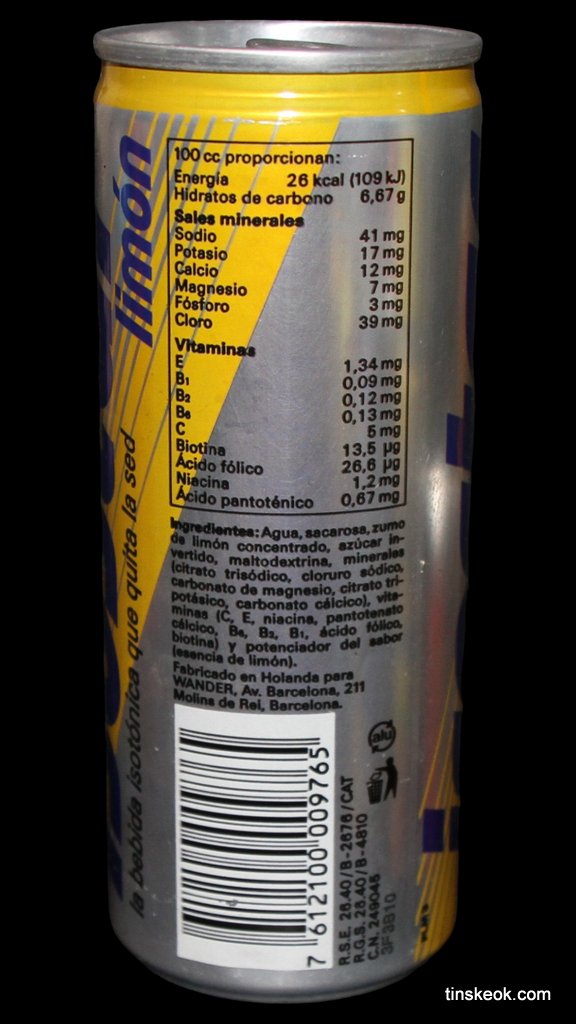 100 cc proporcionan:
Energía 26 kcal (109 kJ)
Hidratos de carbono 6,67 g
Sales minerales
Sodio 41 mg
Potasio 17 mg
Calcio 12 mg
Magnesio 7 mg
Fósforo 3 mg
Cloro 39 mg
Vitaminas
E 1,34 mg
B1 0,09 mg
B2 0,12 mg
B6 0,13 mg
C 5 mg
Biotina 13,5 µg
Ácido fólico 26,6 µg
Niacina 1,2 mg
Ácido pantoténico 0,67 mg
Ingredientes: Agua, sacarosa, zumo
de limón concentrado, azúcar in-
vertido, maltodextrina, minerales
(citrato trisódico, cloruro sódico,
carbonato de magnesio, citrato tri-
potásico, carbonato cálcico), vita-
minas (C, E, niacina, pantotenato
cálcico, B6, B2, B1, ácido fólico,
biotina) y potenciador del sabor
(esencia de limón).
Fabricado en Holanda para
WANDER, Av. Barcelona, 211
Molins de Rei, Barcelona.
limón
la bebida isotónica que quita la sed
alu
7 612100 009765
R.S.E. 26.40/B-2676/CAT
R.G.S. 26.40/B-4810
C.N. 249045
3F3B10
tinskeok.com